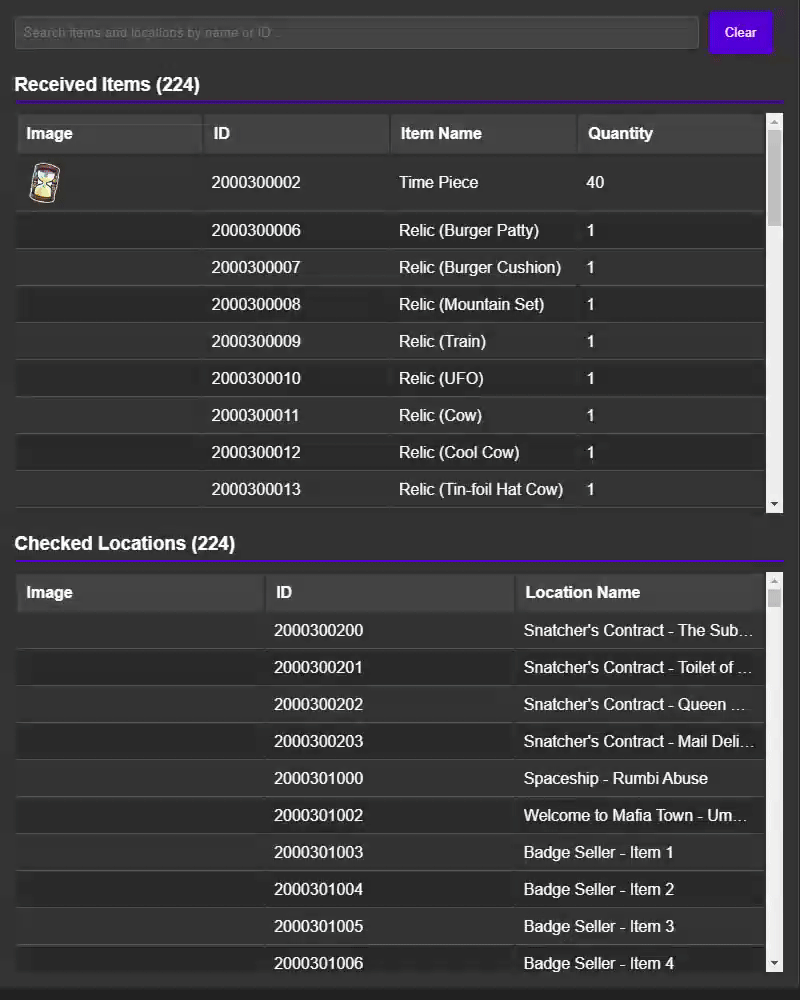 Search items and locations by name or ID ...
Clear
Received Items (224)
Image ID Item Name Quantity
2000300002 Time Piece 40
2000300006 Relic (Burger Patty) 1
2000300007 Relic (Burger Cushion) 1
2000300008 Relic (Mountain Set) 1
2000300009 Relic (Train) 1
2000300010 Relic (UFO) 1
2000300011 Relic (Cow) 1
2000300012 Relic (Cool Cow) 1
2000300013 Relic (Tin-foil Hat Cow) 1
Checked Locations (224)
Image ID Location Name
2000300200 Snatcher's Contract - The Sub...
2000300201 Snatcher's Contract - Toilet of ...
2000300202 Snatcher's Contract - Queen ...
2000300203 Snatcher's Contract - Mail Deli...
2000301000 Spaceship - Rumbi Abuse
2000301002 Welcome to Mafia Town - Um...
2000301003 Badge Seller - Item 1
2000301004 Badge Seller - Item 2
2000301005 Badge Seller - Item 3
2000301006 Badge Seller - Item 4